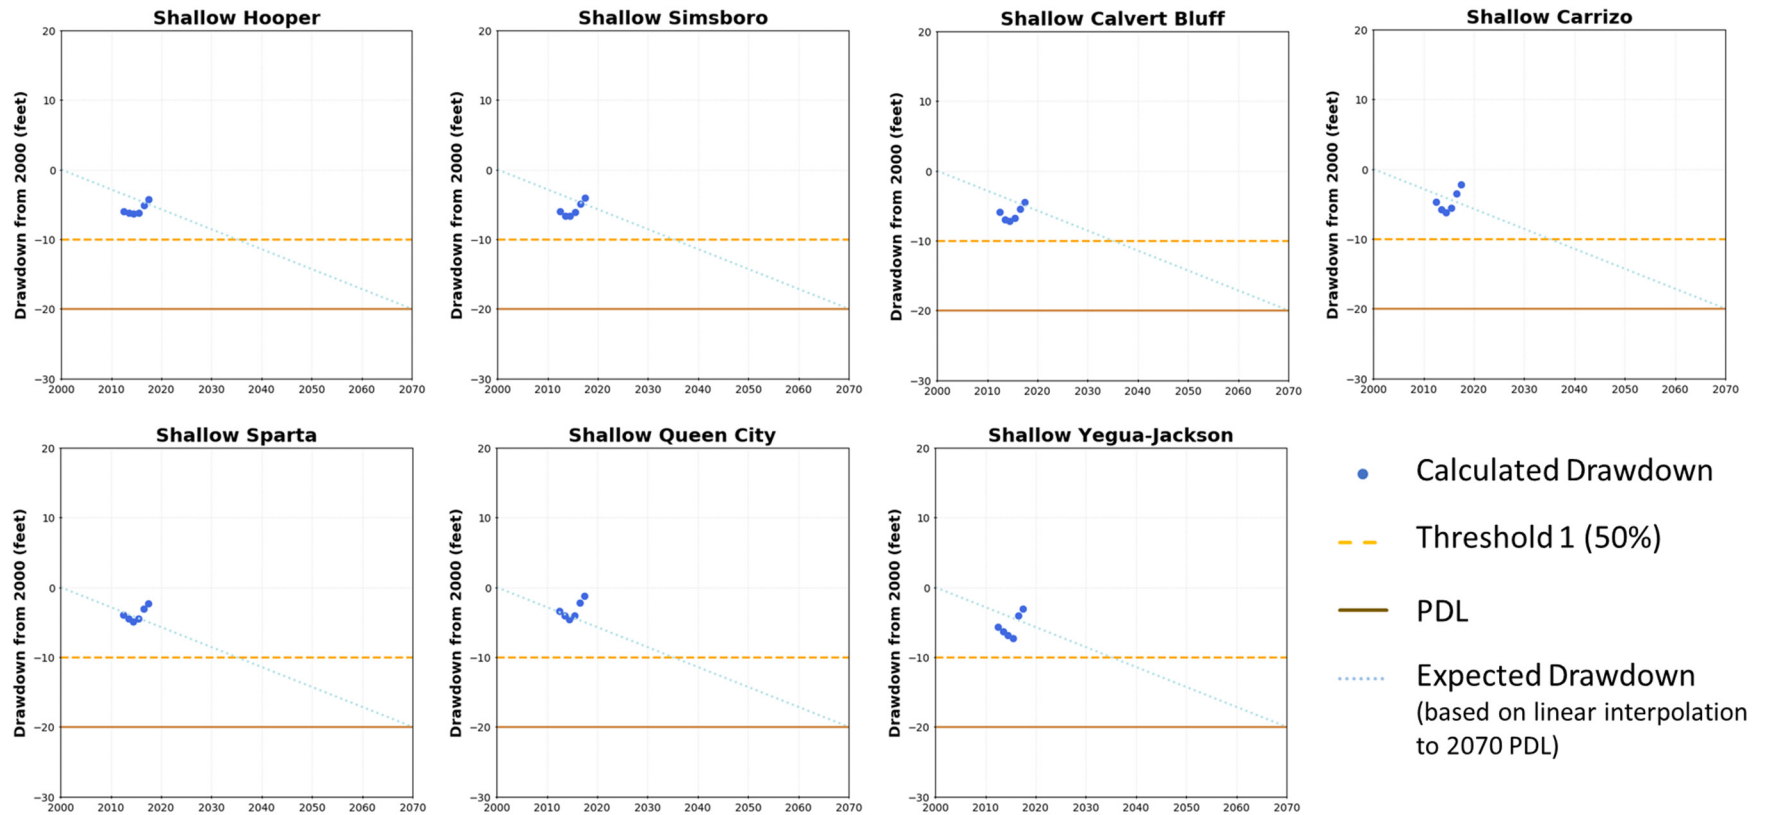 Shallow Hooper
Drawdown from 2000 (feet)
20
10
0
−10
−20
−30
2000 2010 2020 2030 2040 2050 2060 2070
Shallow Simsboro
Drawdown from 2000 (feet)
20
10
0
−10
−20
−30
2000 2010 2020 2030 2040 2050 2060 2070
Shallow Calvert Bluff
Drawdown from 2000 (feet)
20
10
0
−10
−20
−30
2000 2010 2020 2030 2040 2050 2060 2070
Shallow Carrizo
Drawdown from 2000 (feet)
20
10
0
−10
−20
−30
2000 2010 2020 2030 2040 2050 2060 2070
Shallow Sparta
Drawdown from 2000 (feet)
20
10
0
−10
−20
−30
2000 2010 2020 2030 2040 2050 2060 2070
Shallow Queen City
Drawdown from 2000 (feet)
20
10
0
−10
−20
−30
2000 2010 2020 2030 2040 2050 2060 2070
Shallow Yegua-Jackson
Drawdown from 2000 (feet)
20
10
0
−10
−20
−30
2000 2010 2020 2030 2040 2050 2060 2070
Calculated Drawdown
Threshold 1 (50%)
PDL
Expected Drawdown
(based on linear interpolation
to 2070 PDL)